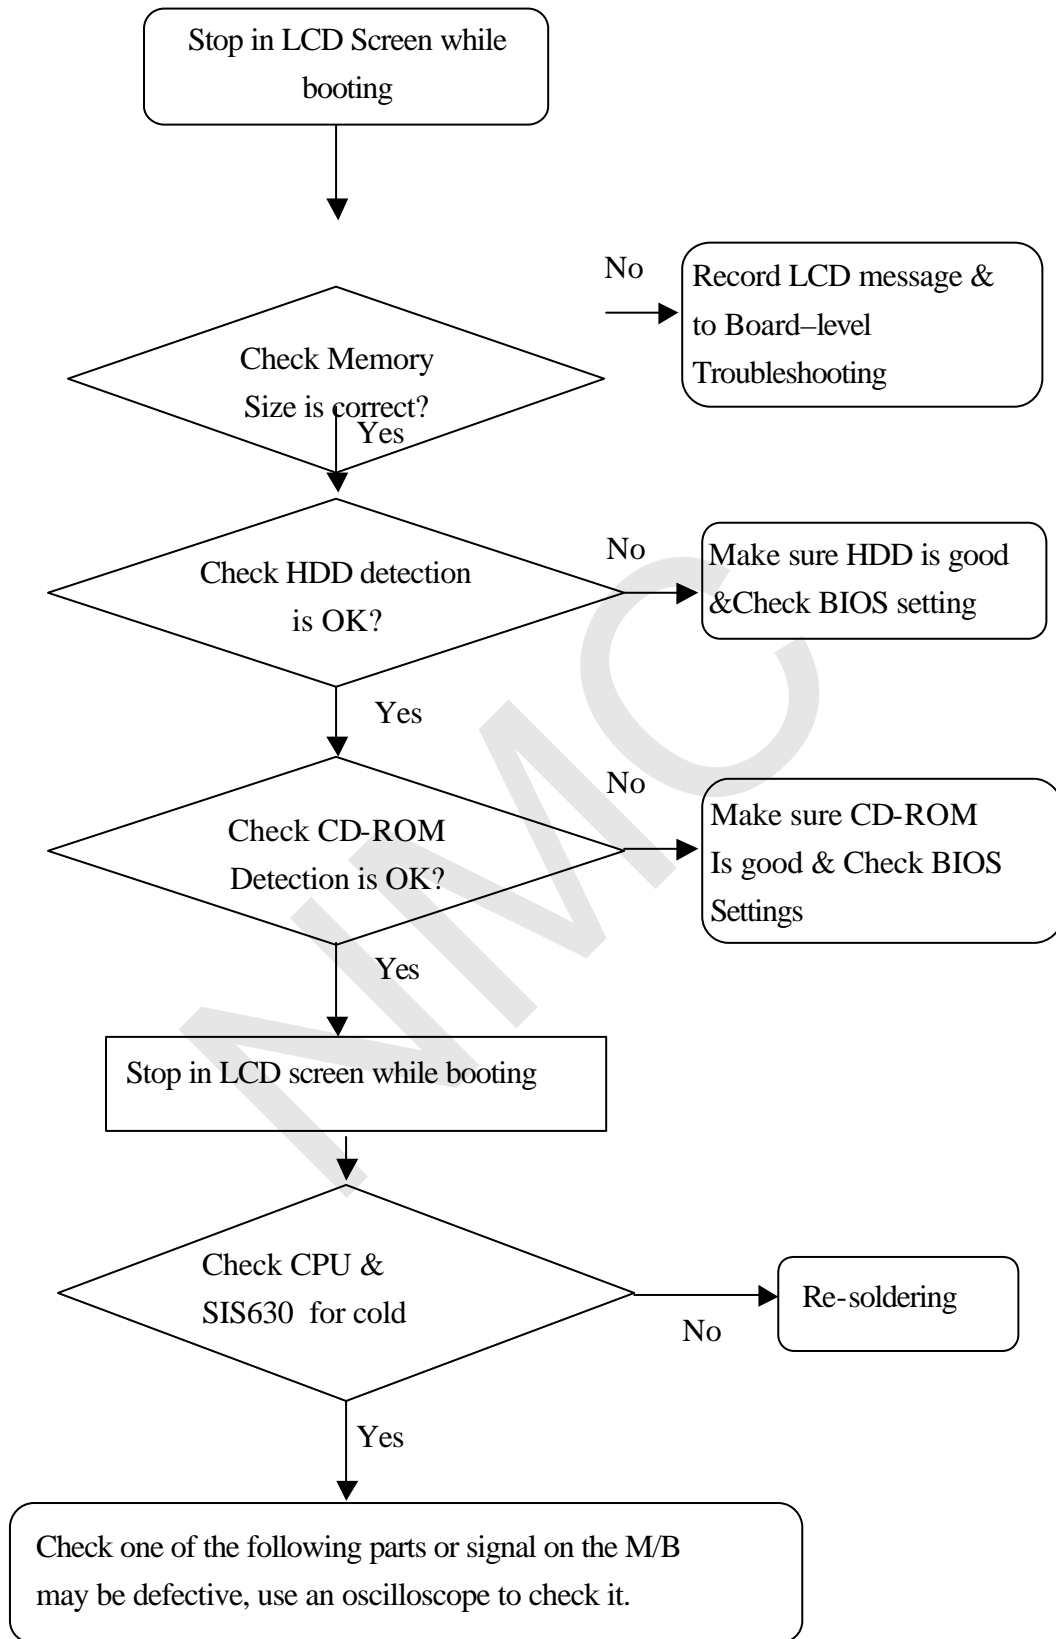 Stop in LCD Screen while
booting
No
Record LCD message &
to Board–level
Troubleshooting
Check Memory
Size is correct?
Yes
No
Make sure HDD is good
&Check BIOS setting
Check HDD detection
is OK?
Yes
No
Make sure CD-ROM
Is good & Check BIOS
Settings
Check CD-ROM
Detection is OK?
Yes
Stop in LCD screen while booting
Check CPU &
SIS630 for cold
No
Re-soldering
Yes
Check one of the following parts or signal on the M/B
may be defective, use an oscilloscope to check it.
NMC